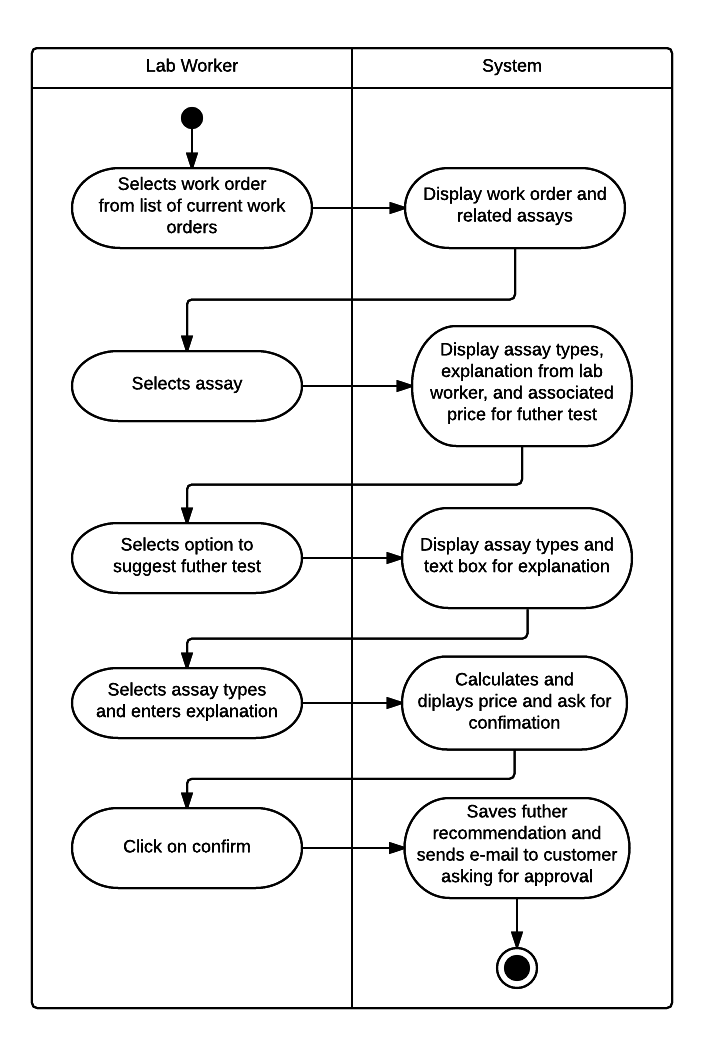 Lab Worker
System
Selects work order
from list of current work
orders
Display work order and
related assays
Selects assay
Display assay types,
explanation from lab
worker, and associated
price for futher test
Selects option to
suggest futher test
Display assay types and
text box for explanation
Selects assay types
and enters explanation
Calculates and
diplays price and ask for
confimation
Click on confirm
Saves futher
recommendation and
sends e-mail to customer
asking for approval